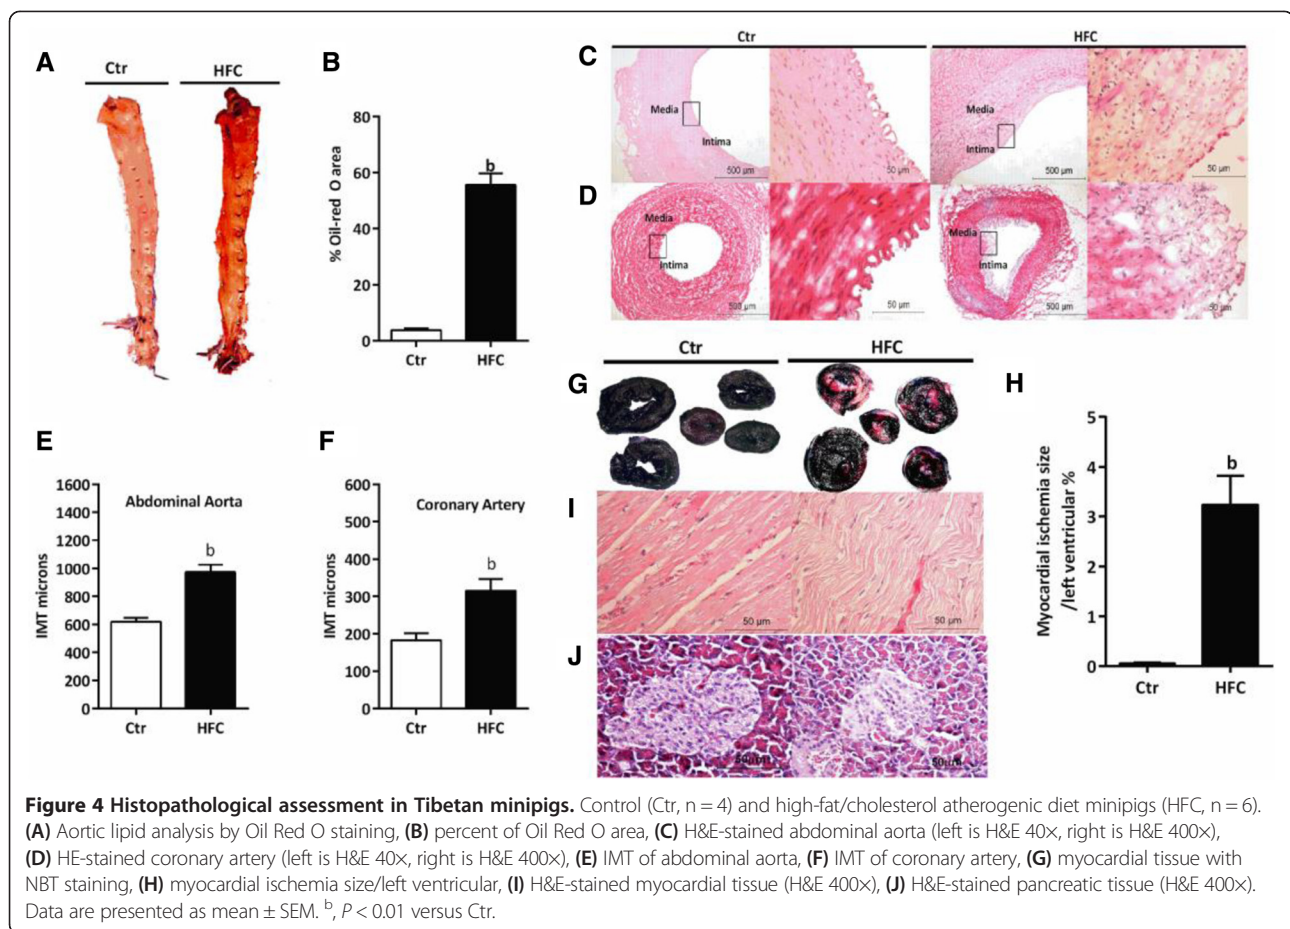 A
Ctr
HFC
B
% Oil-red O area
80
60
40
20
0
b
Ctr
HFC
C
Ctr
HFC
Media
Intima
500 µm
50 µm
Media
Intima
500 µm
50 µm
D
Media
Intima
500 µm
50 µm
Media
Intima
500 µm
50 µm
E
IMT microns
1600
1400
1200
1000
800
600
400
200
0
Abdominal Aorta
b
Ctr
HFC
F
IMT microns
600
500
400
300
200
100
0
Coronary Artery
b
Ctr
HFC
Ctr
HFC
G
H
Myocardial ischemia size
/left ventricular %
5
4
3
2
1
0
b
Ctr
HFC
I
50 µm
50 µm
J
50µm
50µm
Figure 4 Histopathological assessment in Tibetan minipigs. Control (Ctr, n = 4) and high-fat/cholesterol atherogenic diet minipigs (HFC, n = 6).
(A) Aortic lipid analysis by Oil Red O staining, (B) percent of Oil Red O area, (C) H&E-stained abdominal aorta (left is H&E 40×, right is H&E 400×),
(D) HE-stained coronary artery (left is H&E 40×, right is H&E 400×), (E) IMT of abdominal aorta, (F) IMT of coronary artery, (G) myocardial tissue with
NBT staining, (H) myocardial ischemia size/left ventricular, (I) H&E-stained myocardial tissue (H&E 400×), (J) H&E-stained pancreatic tissue (H&E 400×).
Data are presented as mean ± SEM. b, P < 0.01 versus Ctr.